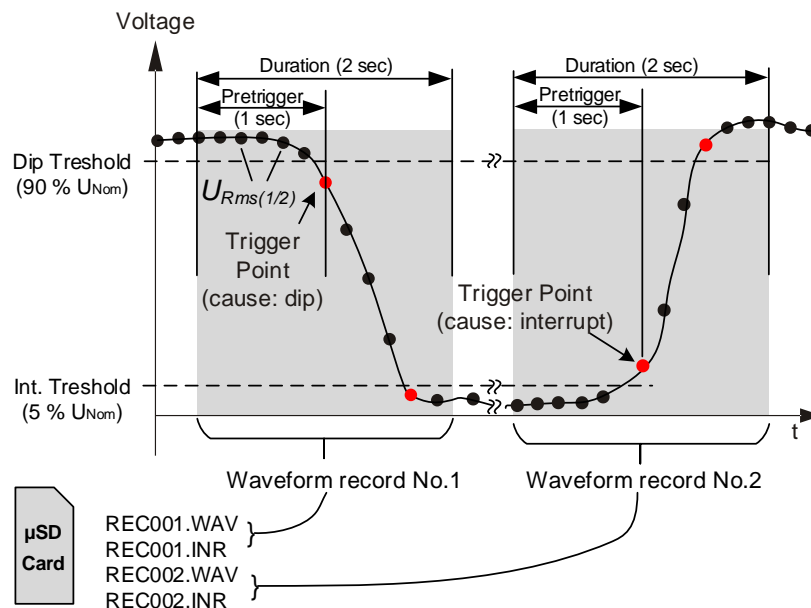 Voltage
Duration (2 sec)
Duration (2 sec)
Pretrigger
(1 sec)
Pretrigger
(1 sec)
Dip Treshold
(90 % UNom)
URms(1/2)
Trigger
Point
(cause: dip)
Trigger Point
(cause: interrupt)
Int. Treshold
(5 % UNom)
t
Waveform record No.1
Waveform record No.2
µSD
Card
REC001.WAV
REC001.INR
REC002.WAV
REC002.INR